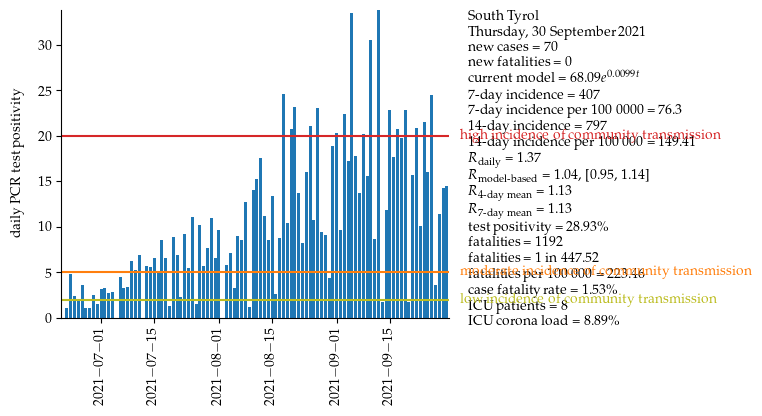 South Tyrol
Thursday, 30 September 2021
new cases = 70
new fatalities = 0
current model = 68.09e^0.0099t
7-day incidence = 407
7-day incidence per 100 0000 = 76.3
14-day incidence = 797
high incidence of community transmission
14-day incidence per 100 000 = 149.41
R_daily = 1.37
R_model-based = 1.04, [0.95, 1.14]
R_4-day mean = 1.13
R_7-day mean = 1.13
test positivity = 28.93%
fatalities = 1192
fatalities = 1 in 447.52
moderate incidence of community transmission
fatalities per 100 000 = 223.46
case fatality rate = 1.53%
low incidence of community transmission
ICU patients = 8
ICU corona load = 8.89%
daily PCR test positivity
30
25
20
15
10
5
0
2021−07−01
2021−07−15
2021−08−01
2021−08−15
2021−09−01
2021−09−15